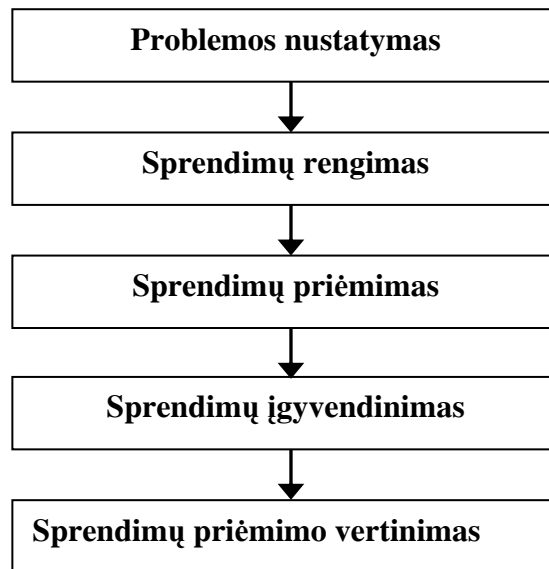 Problemos nustatymas
Sprendimų rengimas
Sprendimų priėmimas
Sprendimų įgyvendinimas
Sprendimų priėmimo vertinimas